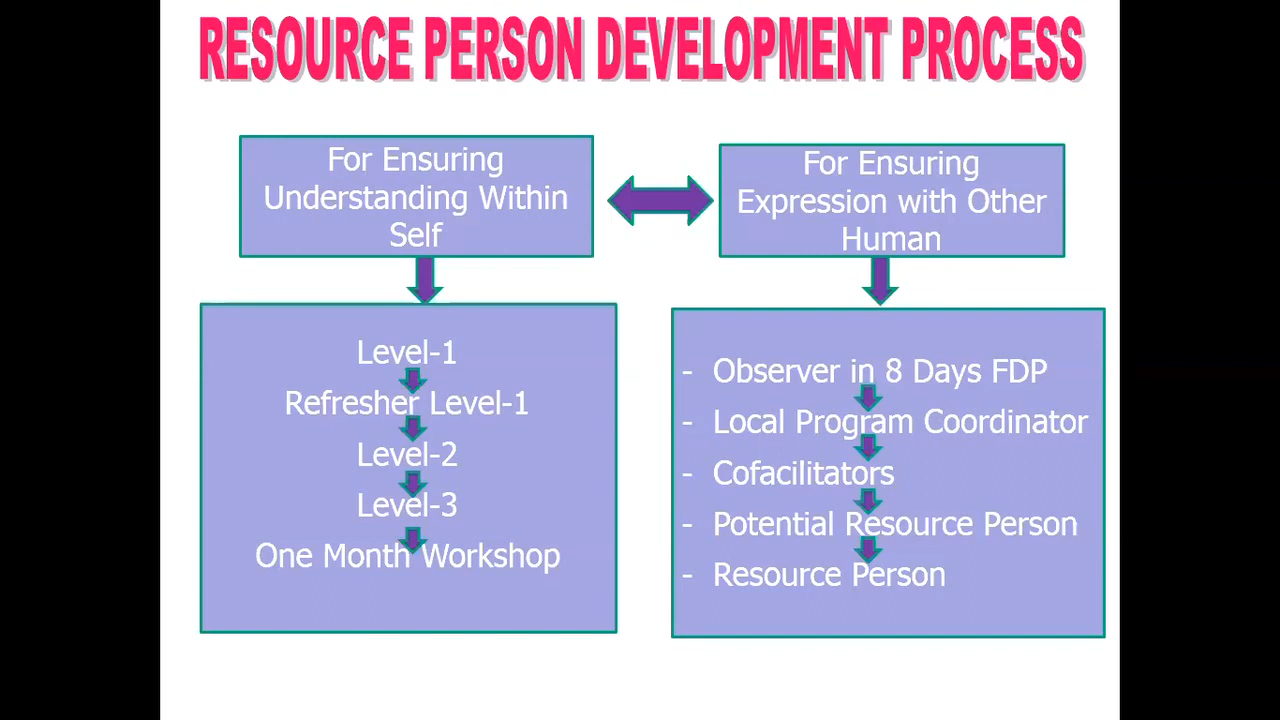 RESOURCE PERSON DEVELOPMENT PROCESS
For Ensuring
Understanding Within
Self
For Ensuring
Expression with Other
Human
Level-1
Refresher Level-1
Level-2
Level-3
One Month Workshop
- Observer in 8 Days FDP
- Local Program Coordinator
- Cofacilitators
- Potential Resource Person
- Resource Person